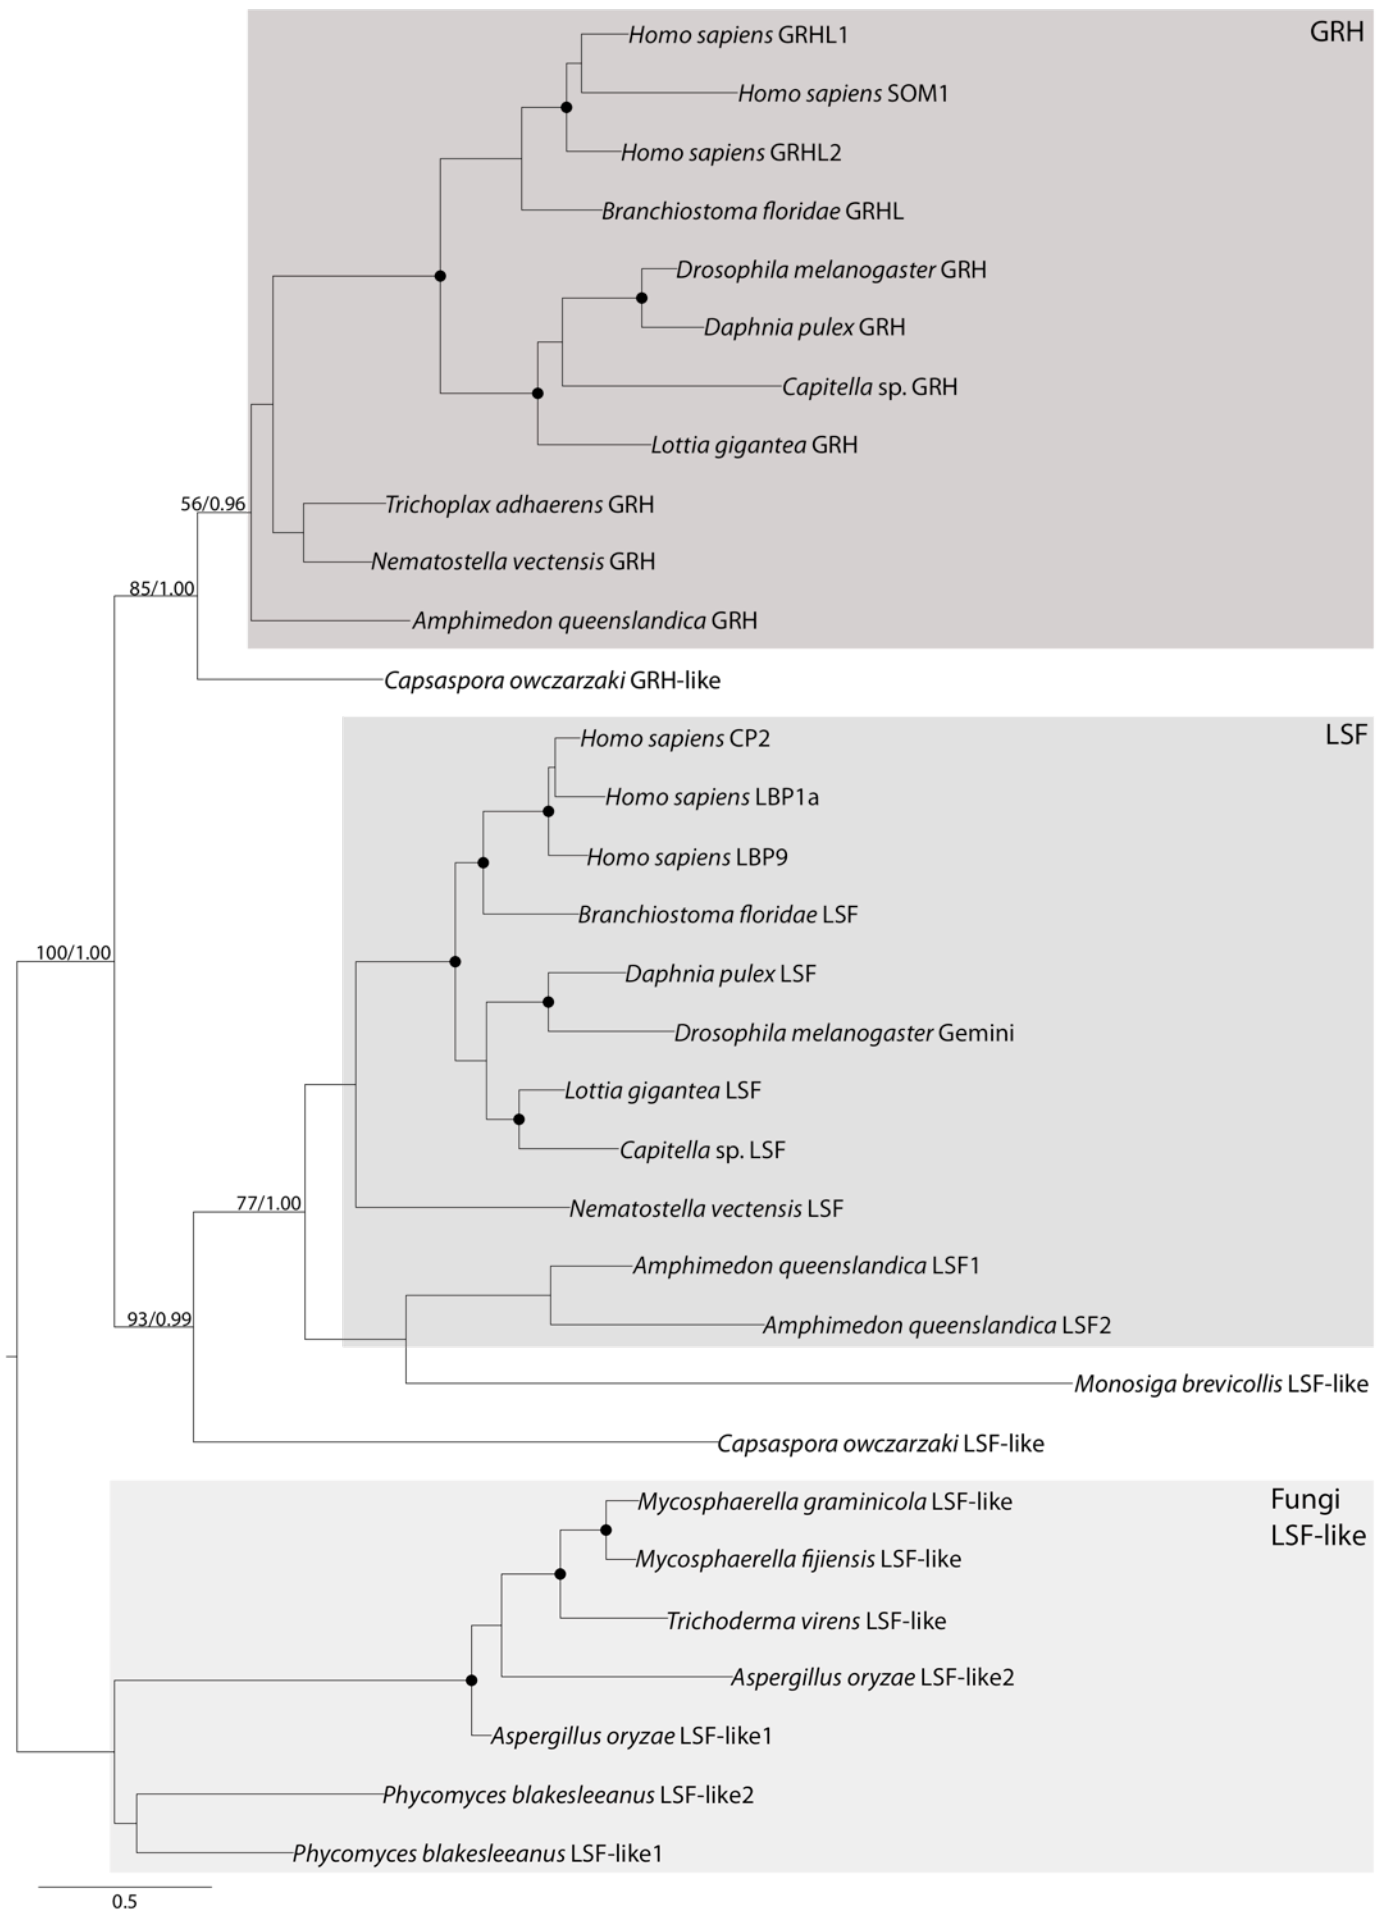 GRH
Homo sapiens GRHL1
Homo sapiens SOM1
Homo sapiens GRHL2
Branchiostoma floridae GRHL
Drosophila melanogaster GRH
Daphnia pulex GRH
Capitella sp. GRH
Lottia gigantea GRH
56/0.96
Trichoplax adhaerens GRH
Nematostella vectensis GRH
85/1.00
Amphimedon queenslandica GRH
Capsaspora owczarzaki GRH-like
LSF
Homo sapiens CP2
Homo sapiens LBP1a
Homo sapiens LBP9
Branchiostoma floridae LSF
100/1.00
Daphnia pulex LSF
Drosophila melanogaster Gemini
Lottia gigantea LSF
Capitella sp. LSF
77/1.00
Nematostella vectensis LSF
Amphimedon queenslandica LSF1
93/0.99
Amphimedon queenslandica LSF2
Monosiga brevicollis LSF-like
Capsaspora owczarzaki LSF-like
Fungi
LSF-like
Mycosphaerella graminicola LSF-like
Mycosphaerella fijiensis LSF-like
Trichoderma virens LSF-like
Aspergillus oryzae LSF-like2
Aspergillus oryzae LSF-like1
Phycomyces blakesleeanus LSF-like2
Phycomyces blakesleeanus LSF-like1
0.5